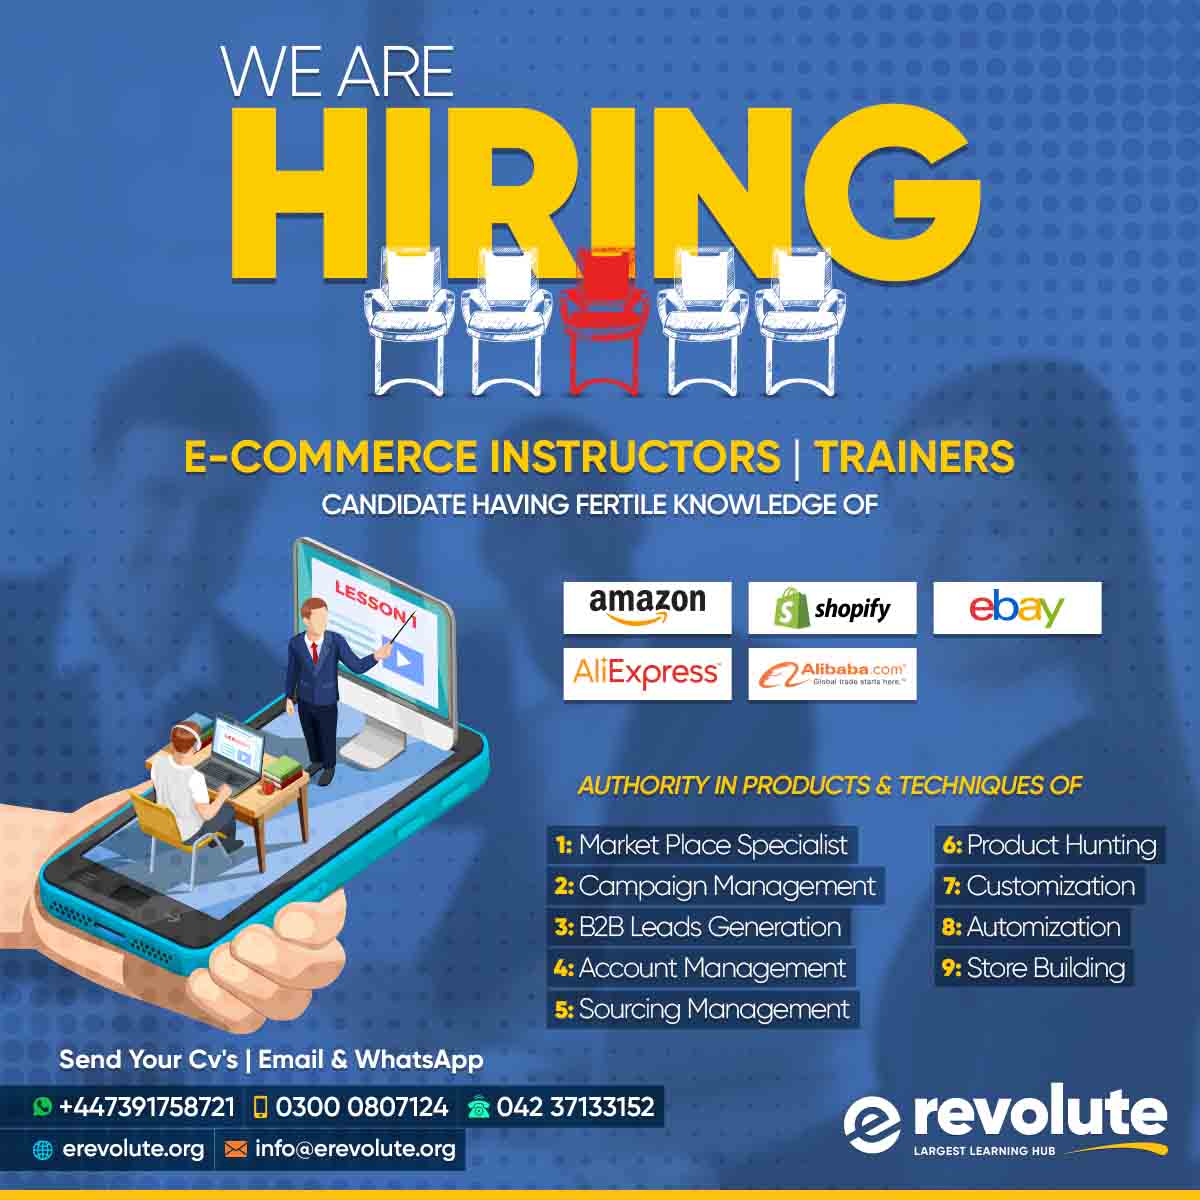 WE ARE
HIRING
E-COMMERCE INSTRUCTORS | TRAINERS
CANDIDATE HAVING FERTILE KNOWLEDGE OF
LESSON 1
amazon
shopify
ebay
AliExpress™
Alibaba.com®
Global trade starts here.™
AUTHORITY IN PRODUCTS & TECHNIQUES OF
1: Market Place Specialist
2: Campaign Management
3: B2B Leads Generation
4: Account Management
5: Sourcing Management
6: Product Hunting
7: Customization
8: Automization
9: Store Building
Send Your Cv's | Email & WhatsApp
+447391758721 0300 0807124 042 37133152
erevolute.org info@erevolute.org
e revolute
LARGEST LEARNING HUB